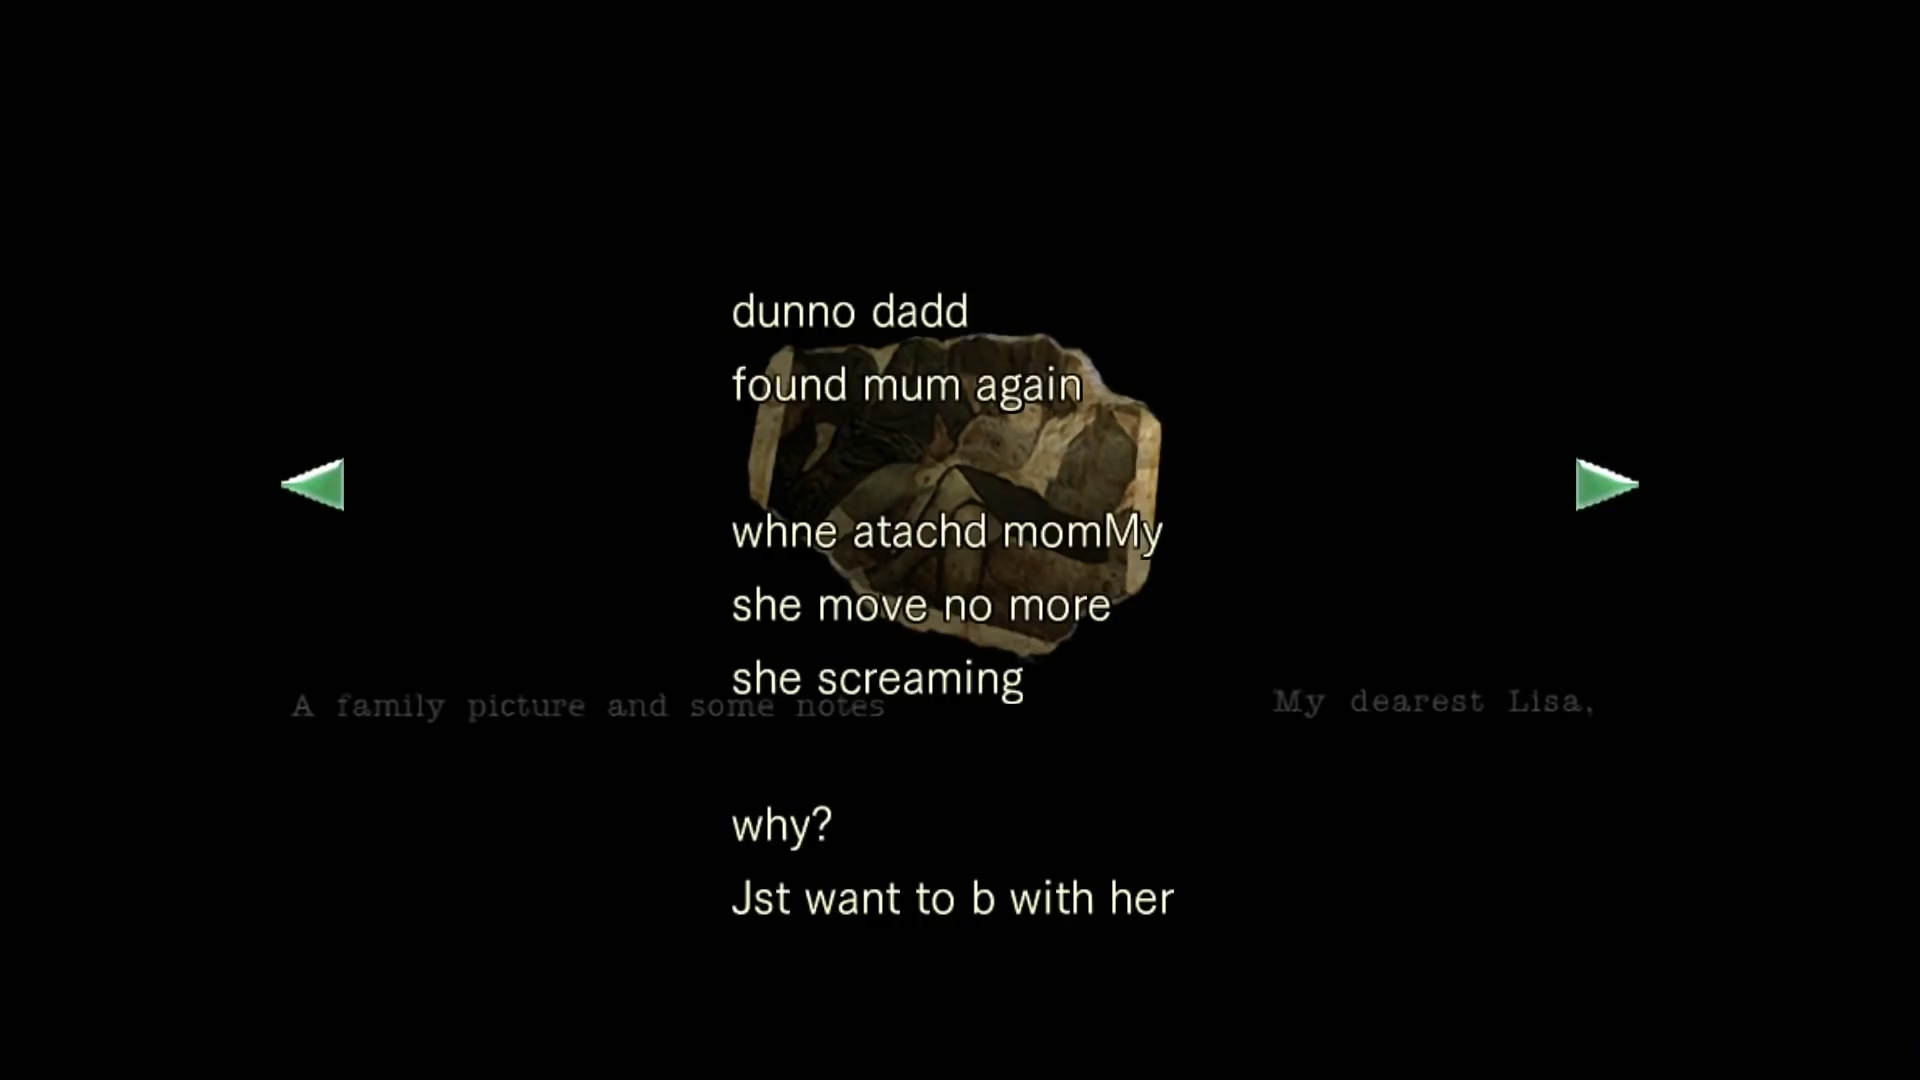 dunno dadd
found mum again
whne atachd momMy
she move no more
she screaming
A family picture and some notes
My dearest Lisa,
why?
Jst want to b with her